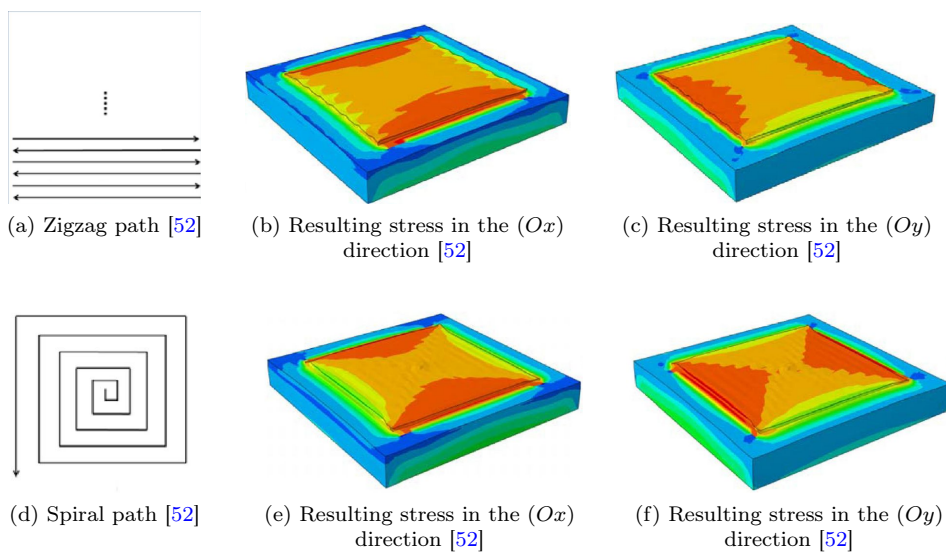 (a) Zigzag path [52]
(b) Resulting stress in the (Ox)
direction [52]
(c) Resulting stress in the (Oy)
direction [52]
(d) Spiral path [52]
(e) Resulting stress in the (Ox)
direction [52]
(f) Resulting stress in the (Oy)
direction [52]